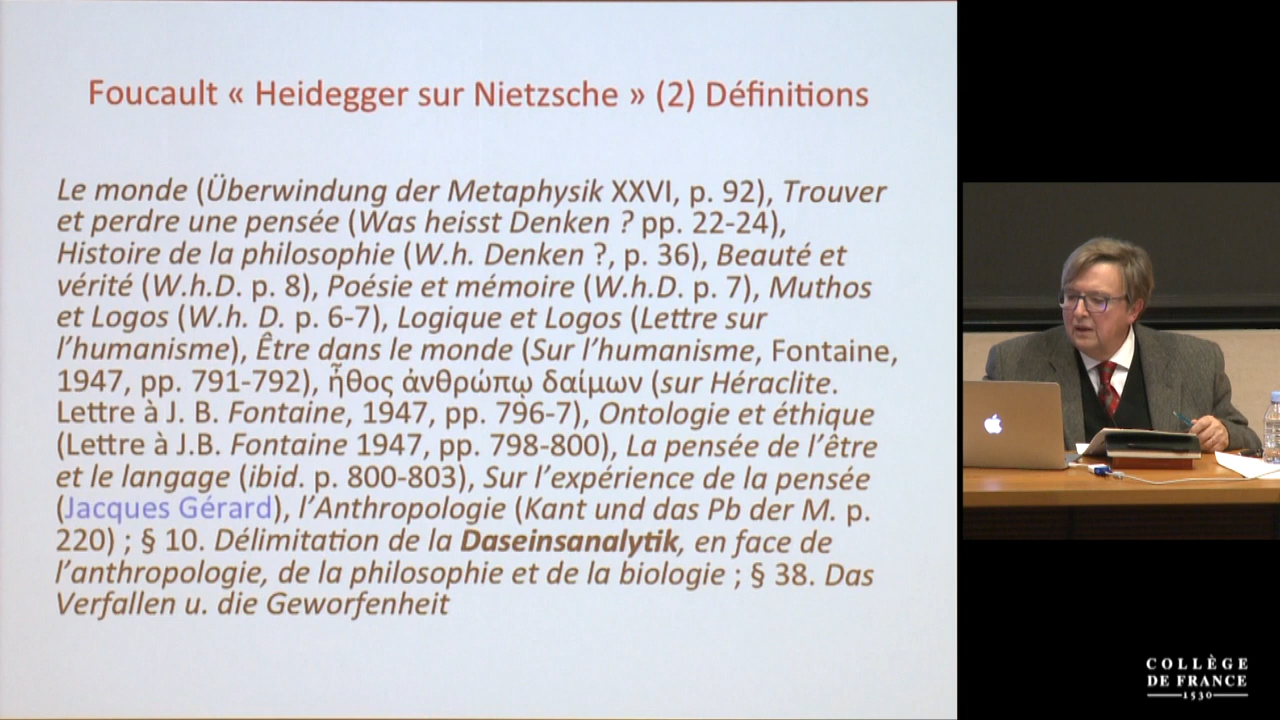 Foucault « Heidegger sur Nietzsche » (2) Définitions
Le monde (Überwindung der Metaphysik XXVI, p. 92), Trouver
et perdre une pensée (Was heisst Denken ? pp. 22-24),
Histoire de la philosophie (W.h. Denken ?, p. 36), Beauté et
vérité (W.h.D. p. 8), Poésie et mémoire (W.h.D. p. 7), Muthos
et Logos (W.h. D. p. 6-7), Logique et Logos (Lettre sur
l’humanisme), Être dans le monde (Sur l’humanisme, Fontaine,
1947, pp. 791-792), ἦθος ἀνθρώπῳ δαίμων (sur Héraclite.
Lettre à J. B. Fontaine, 1947, pp. 796-7), Ontologie et éthique
(Lettre à J.B. Fontaine 1947, pp. 798-800), La pensée de l’être
et le langage (ibid. p. 800-803), Sur l’expérience de la pensée
(Jacques Gérard), l’Anthropologie (Kant und das Pb der M. p.
220) ; § 10. Délimitation de la Daseinsanalytik, en face de
l’anthropologie, de la philosophie et de la biologie ; § 38. Das
Verfallen u. die Geworfenheit
COLLÈGE
DE FRANCE
1530